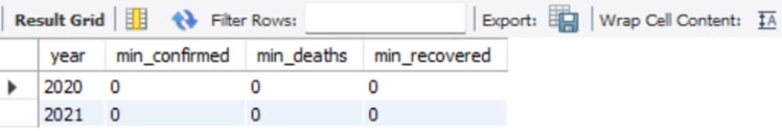 Result Grid Filter Rows: Export: Wrap Cell Content: IA
year min_confirmed min_deaths min_recovered
2020 0 0 0
2021 0 0 0